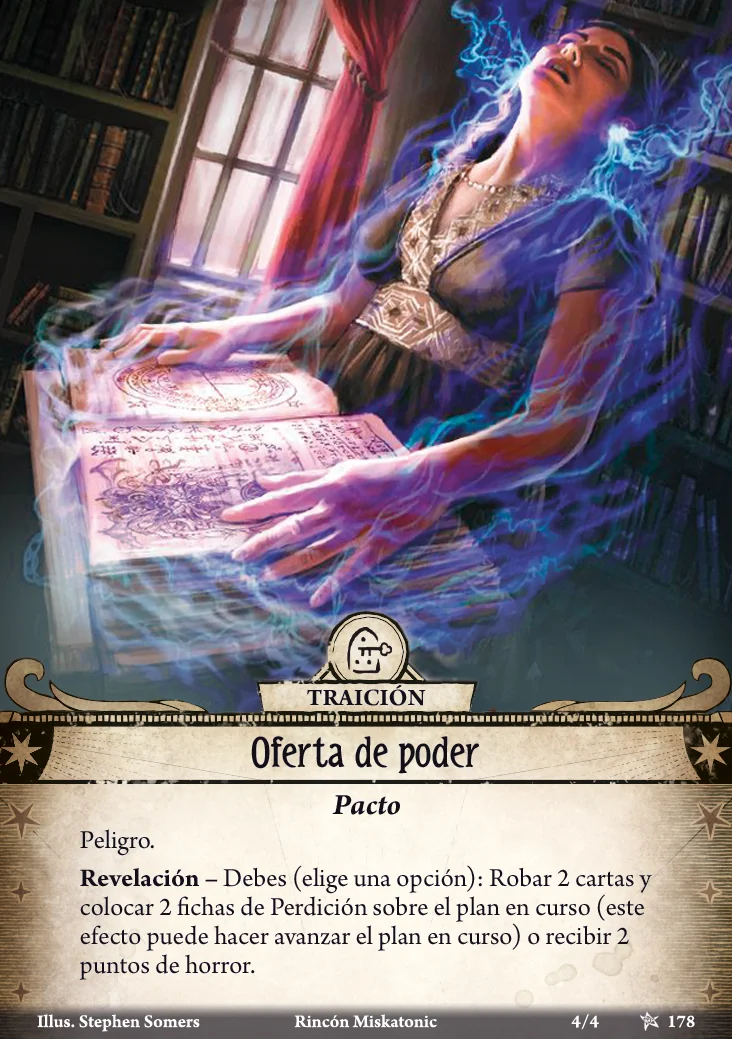 TRAICIÓN
Oferta de poder
Pacto
Peligro.
Revelación – Debes (elige una opción): Robar 2 cartas y
colocar 2 fichas de Perdición sobre el plan en curso (este
efecto puede hacer avanzar el plan en curso) o recibir 2
puntos de horror.
Illus. Stephen Somers Rincón Miskatonic 4/4 178